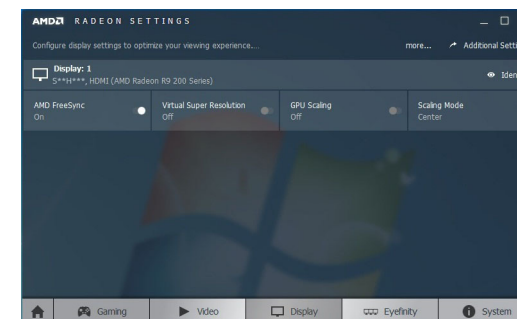 AMD RADEON SETTINGS
Configure display settings to optimize your viewing experience... more... Additional Setti
Display: 1
S**H***, HDMI (AMD Radeon R9 200 Series) Iden
AMD FreeSync Virtual Super Resolution GPU Scaling Scaling Mode
On Off Off Center
Gaming Video Display Eyefinity System